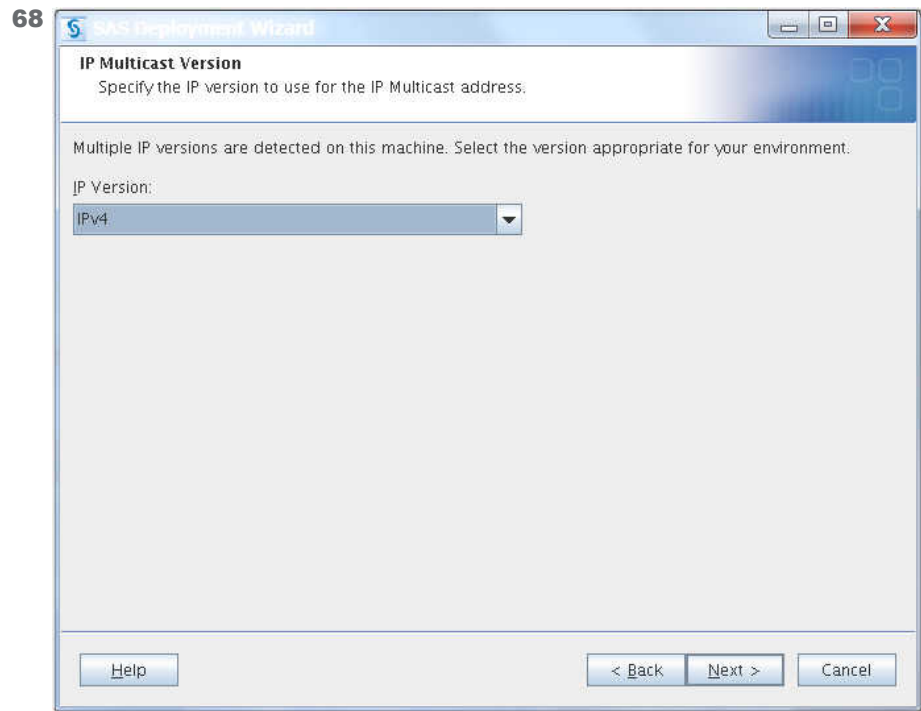 68
SAS Deployment Wizard
IP Multicast Version
Specify the IP version to use for the IP Multicast address.
Multiple IP versions are detected on this machine. Select the version appropriate for your environment.
IP Version:
IPv4
Help
< Back
Next >
Cancel